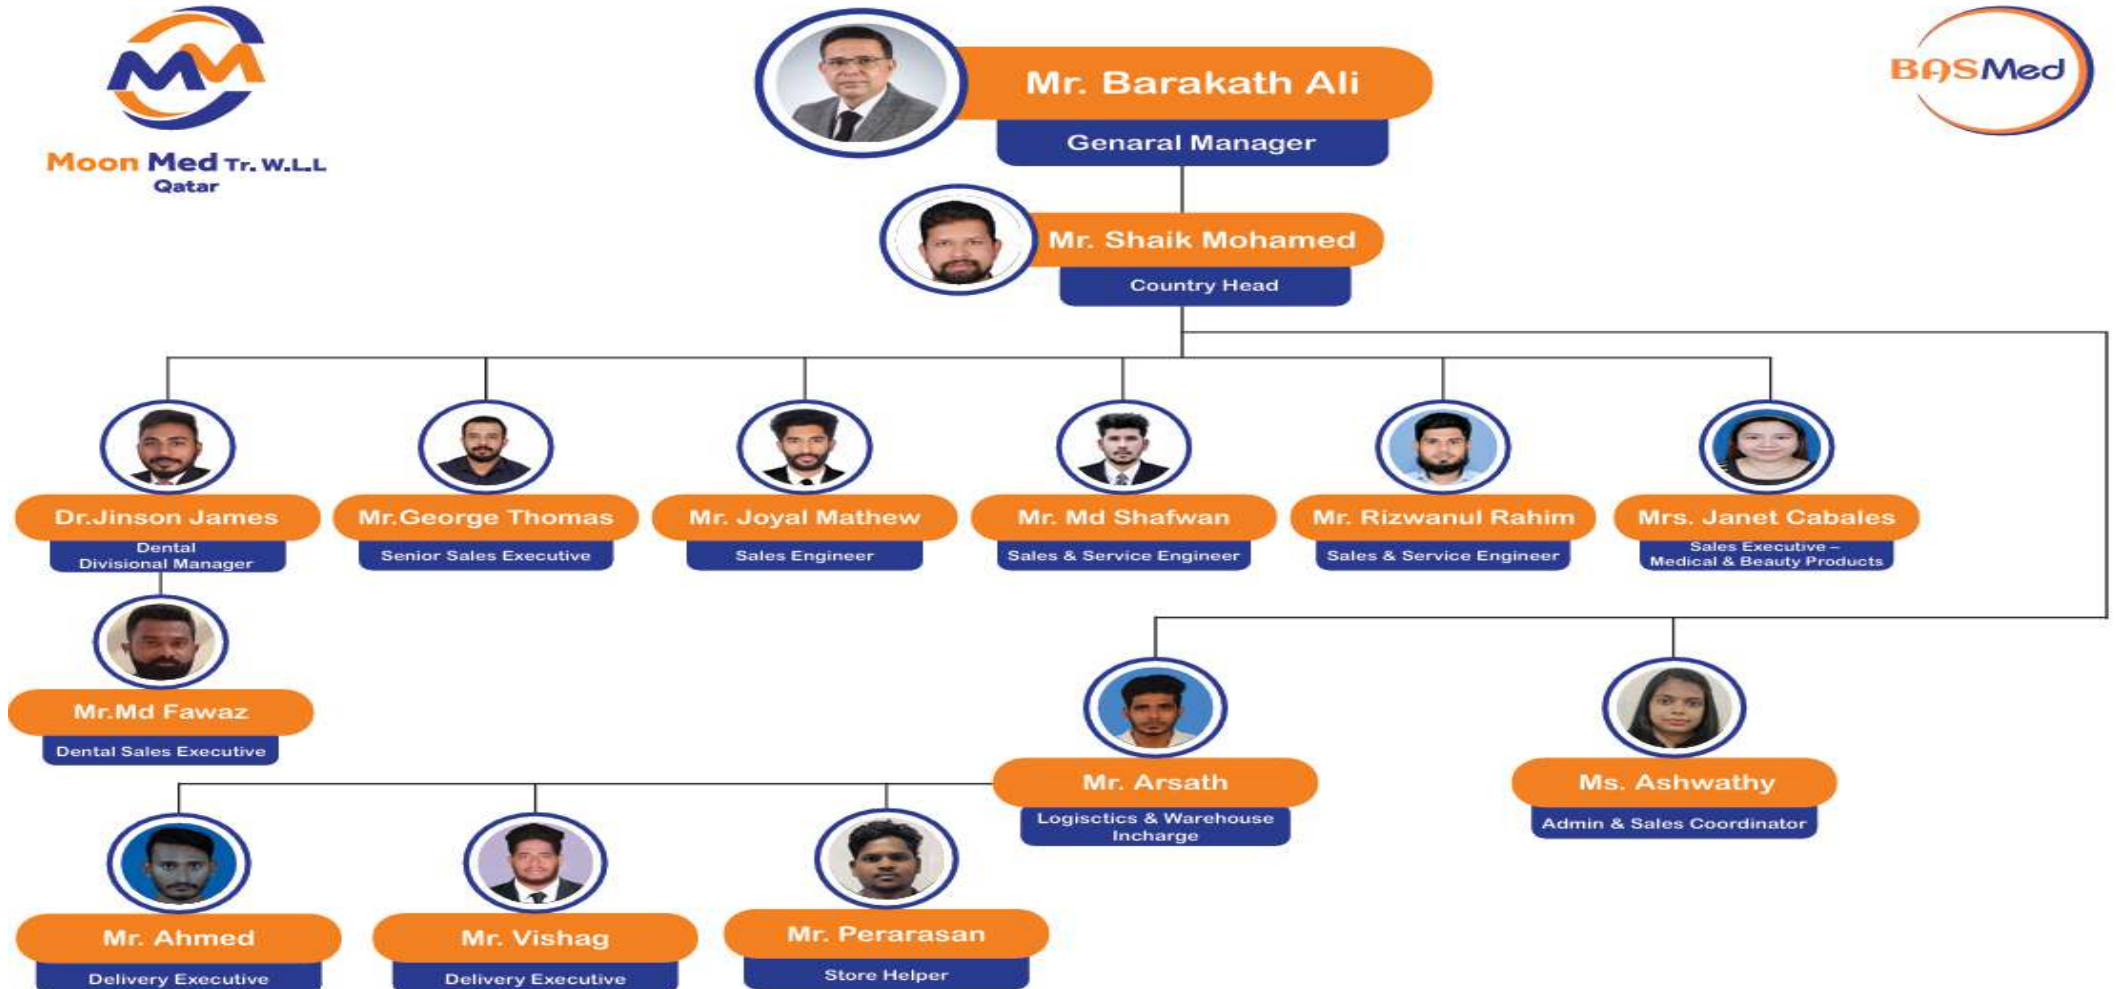 MM
Moon Med Tr. W.L.L
Qatar
BASMed
Mr. Barakath Ali
Genaral Manager
Mr. Shaik Mohamed
Country Head
Dr.Jinson James
Dental
Divisional Manager
Mr.George Thomas
Senior Sales Executive
Mr. Joyal Mathew
Sales Engineer
Mr. Md Shafwan
Sales & Service Engineer
Mr. Rizwanul Rahim
Sales & Service Engineer
Mrs. Janet Cabales
Sales Executive –
Medical & Beauty Products
Mr.Md Fawaz
Dental Sales Executive
Mr. Arsath
Logisctics & Warehouse
Incharge
Ms. Ashwathy
Admin & Sales Coordinator
Mr. Ahmed
Delivery Executive
Mr. Vishag
Delivery Executive
Mr. Perarasan
Store Helper